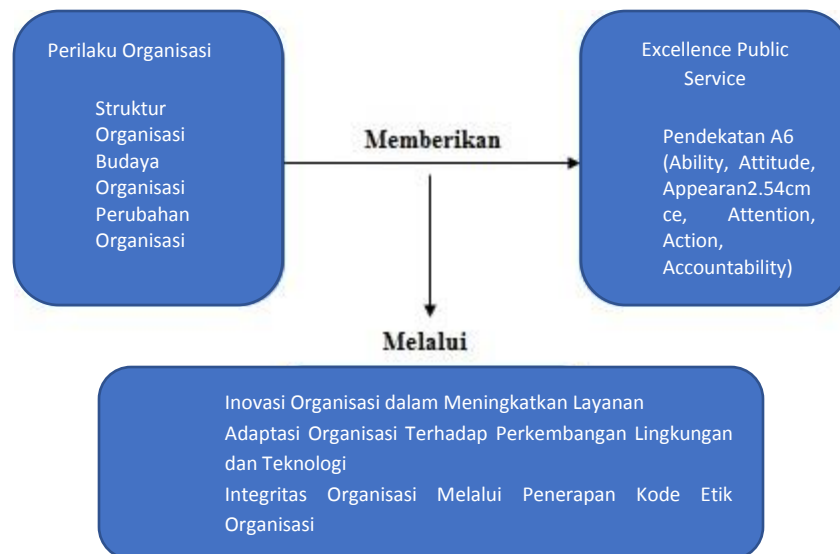 Perilaku Organisasi
Struktur
Organisasi
Budaya
Organisasi
Perubahan
Organisasi
Memberikan
Excellence Public
Service
Pendekatan A6
(Ability, Attitude,
Appearan2.54cm
ce, Attention,
Action,
Accountability)
Melalui
Inovasi Organisasi dalam Meningkatkan Layanan
Adaptasi Organisasi Terhadap Perkembangan Lingkungan
dan Teknologi
Integritas Organisasi Melalui Penerapan Kode Etik
Organisasi